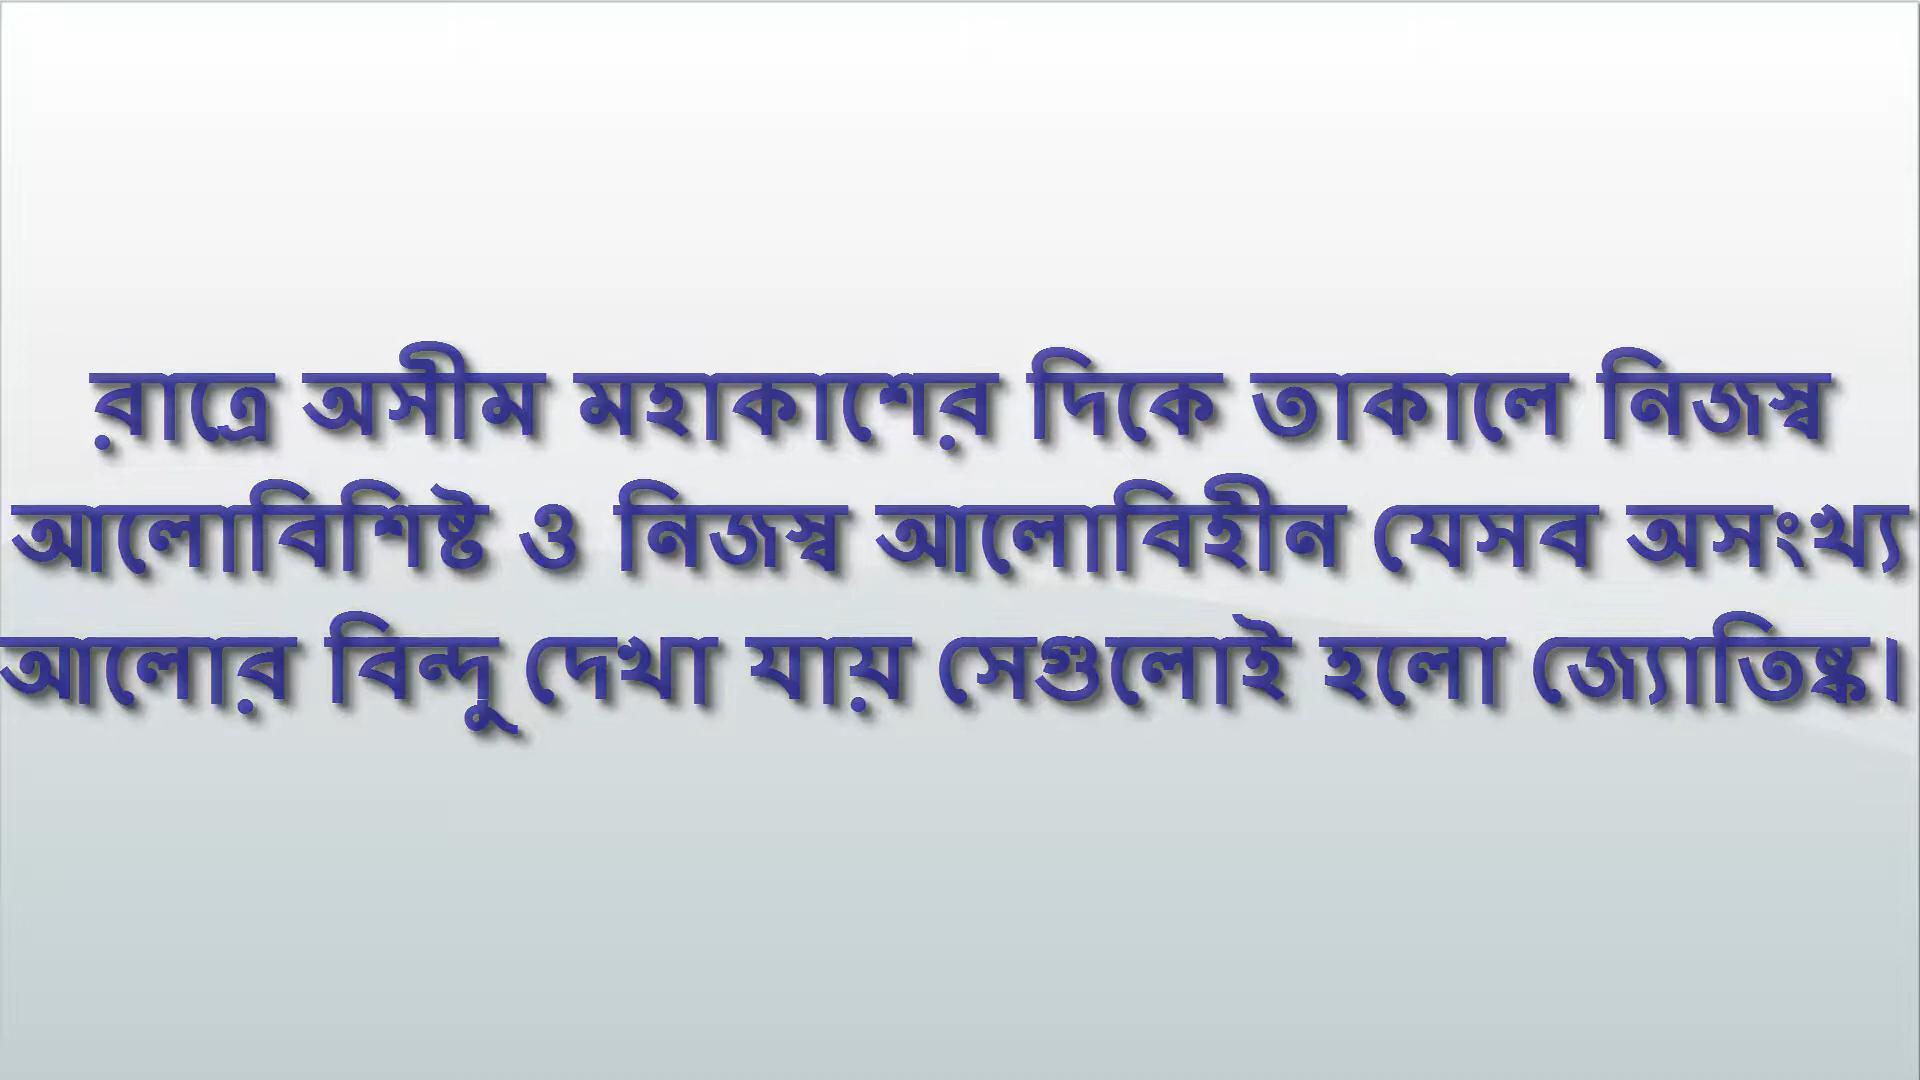 রাত্রে অসীম মহাকাশের দিকে তাকালে নিজস্ব
আলোবিশিষ্ট ও নিজস্ব আলোবিহীন যেসব অসংখ্য
আলোর বিন্দু দেখা যায় সেগুলোই হলো জ্যোতিষ্ক।